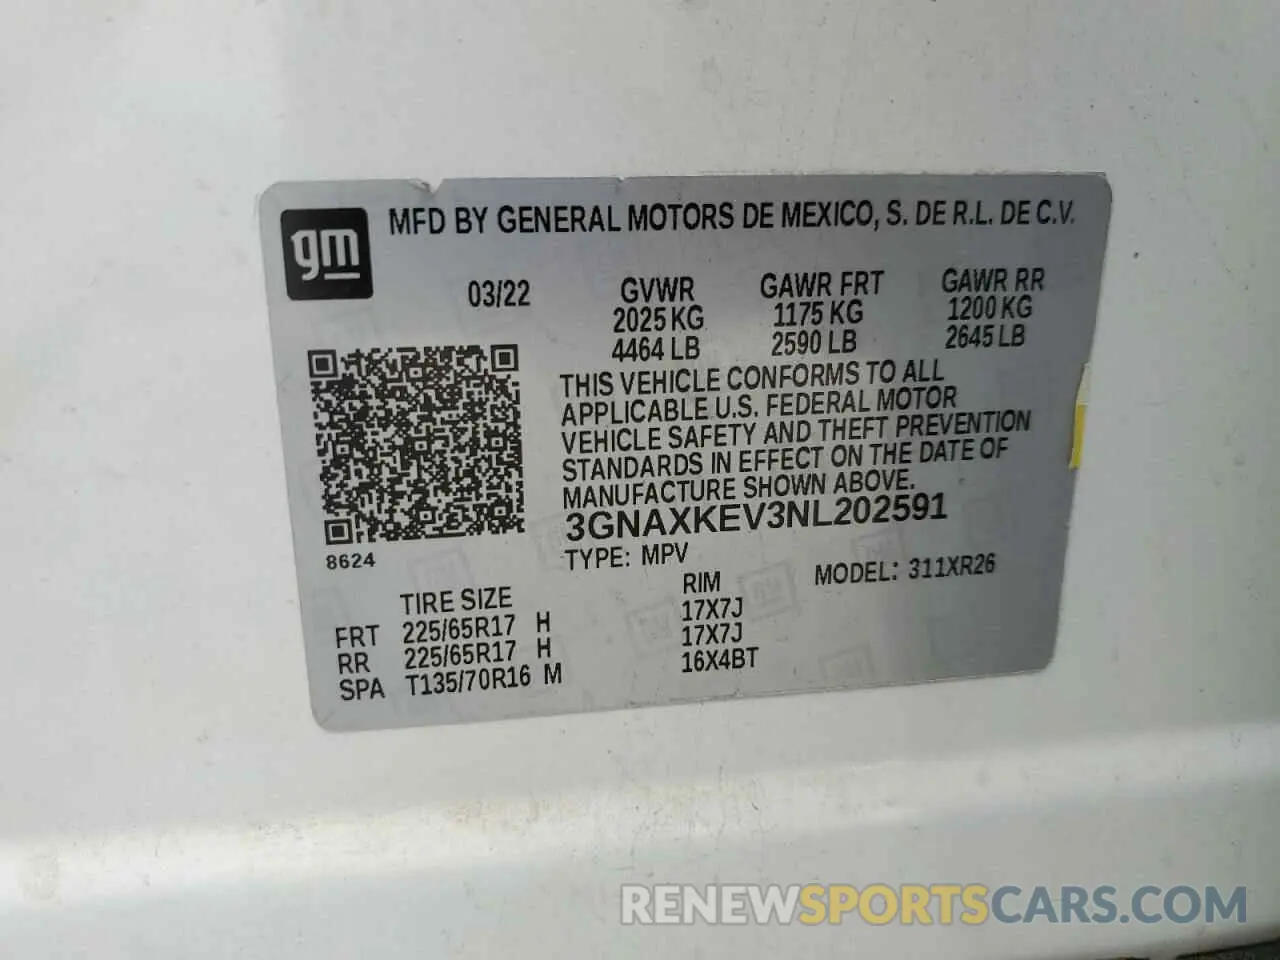 gm
MFD BY GENERAL MOTORS DE MEXICO, S. DE R.L. DE C.V.
03/22 GVWR GAWR FRT GAWR RR
2025 KG 1175 KG 1200 KG
4464 LB 2590 LB 2645 LB
THIS VEHICLE CONFORMS TO ALL
APPLICABLE U.S. FEDERAL MOTOR
VEHICLE SAFETY AND THEFT PREVENTION
STANDARDS IN EFFECT ON THE DATE OF
MANUFACTURE SHOWN ABOVE.
3GNAXKEV3NL202591
8624 TYPE: MPV MODEL: 311XR26
TIRE SIZE RIM
FRT 225/65R17 H 17X7J
RR 225/65R17 H 17X7J
SPA T135/70R16 M 16X4BT
RENEWSPORTSCARS.COM